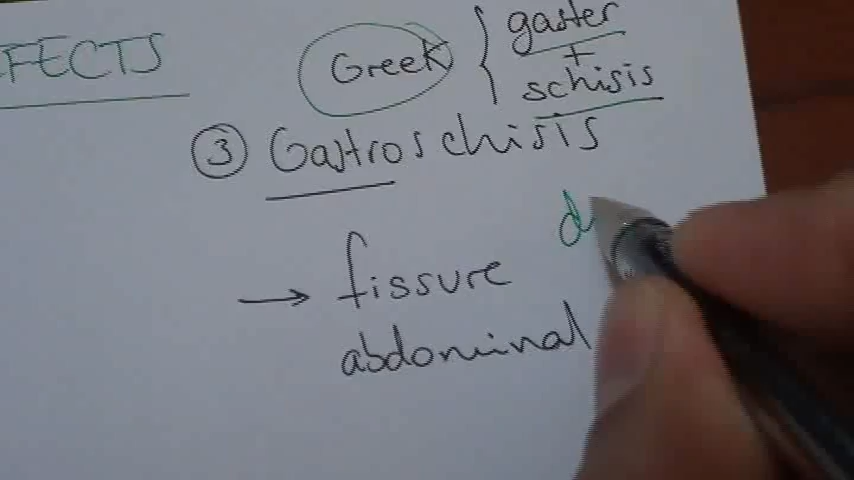 FECTS
Greek { gaster
+
schisis
③ Gastroschisis
→ fissure d
abdominal